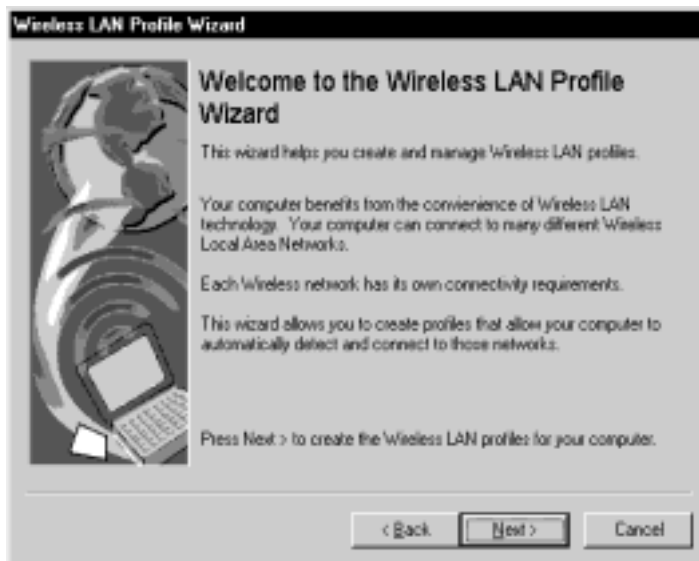 Wireless LAN Profile Wizard
Welcome to the Wireless LAN Profile
Wizard
This wizard helps you create and manage Wireless LAN profiles.
Your computer benefits from the convienience of Wireless LAN
technology. Your computer can connect to many different Wireless
Local Area Networks.
Each Wireless network has its own connectivity requirements.
This wizard allows you to create profiles that allow your computer to
automatically detect and connect to those networks.
Press Next > to create the Wireless LAN profiles for your computer.
< Back Next > Cancel